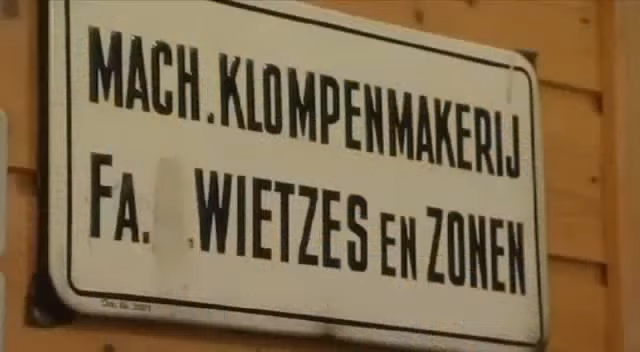 MACH. KLOMPENMAKERIJ
FA. .WIETZES EN ZONEN